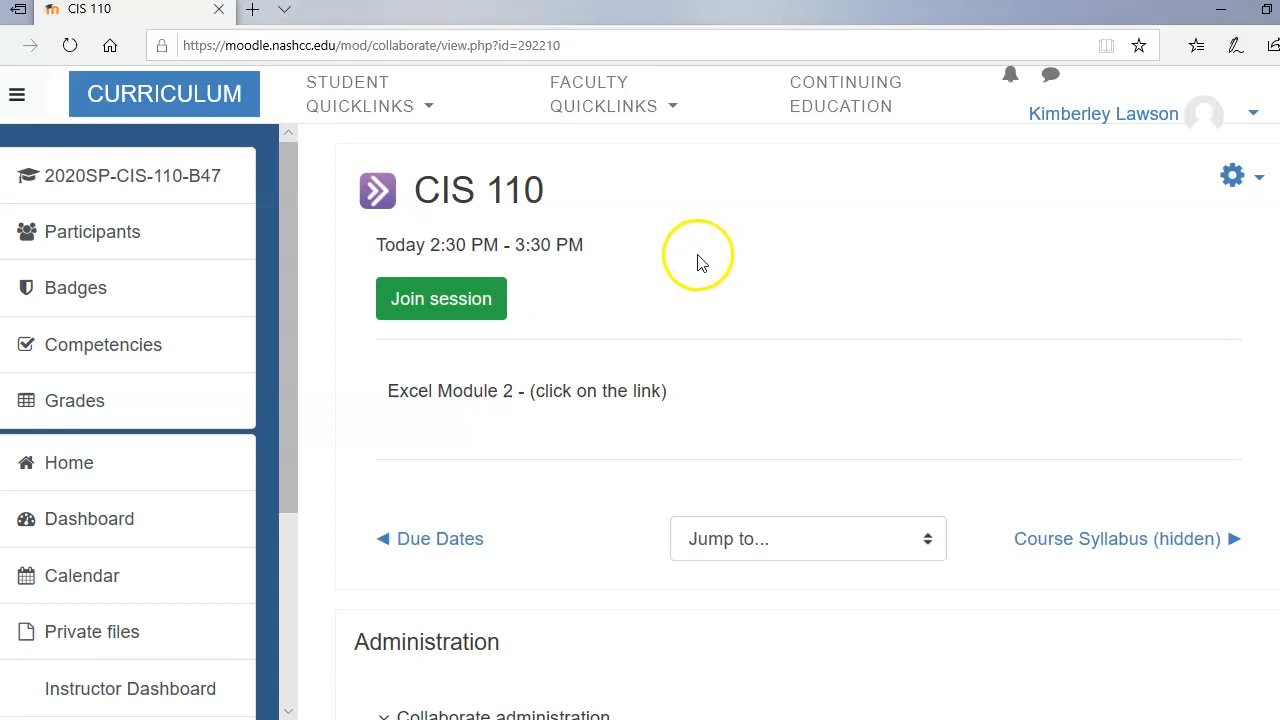 CIS 110
https://moodle.nashcc.edu/mod/collaborate/view.php?id=292210
CURRICULUM
STUDENT
QUICKLINKS
FACULTY
QUICKLINKS
CONTINUING
EDUCATION
Kimberley Lawson
2020SP-CIS-110-B47
Participants
Badges
Competencies
Grades
Home
Dashboard
Calendar
Private files
Instructor Dashboard
CIS 110
Today 2:30 PM - 3:30 PM
Join session
Excel Module 2 - (click on the link)
◀ Due Dates
Jump to...
Course Syllabus (hidden) ▶
Administration
Collaborate administration